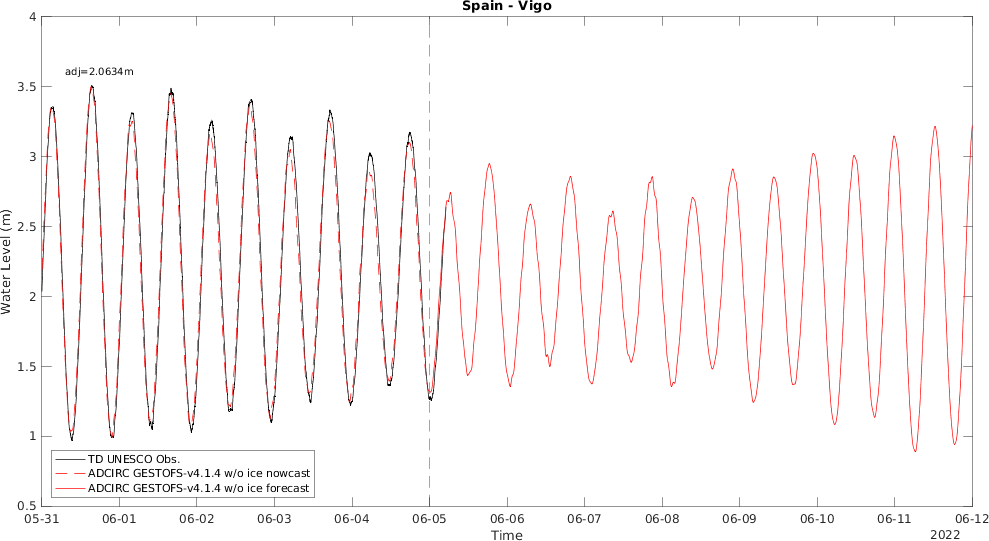 Spain - Vigo
4
adj=2.0634m
3.5
3
2.5
2
1.5
1
0.5
Water Level (m)
TD UNESCO Obs.
ADCIRC GESTOFS-v4.1.4 w/o ice nowcast
ADCIRC GESTOFS-v4.1.4 w/o ice forecast
05-31 06-01 06-02 06-03 06-04 06-05 06-06 06-07 06-08 06-09 06-10 06-11 06-12
Time
2022